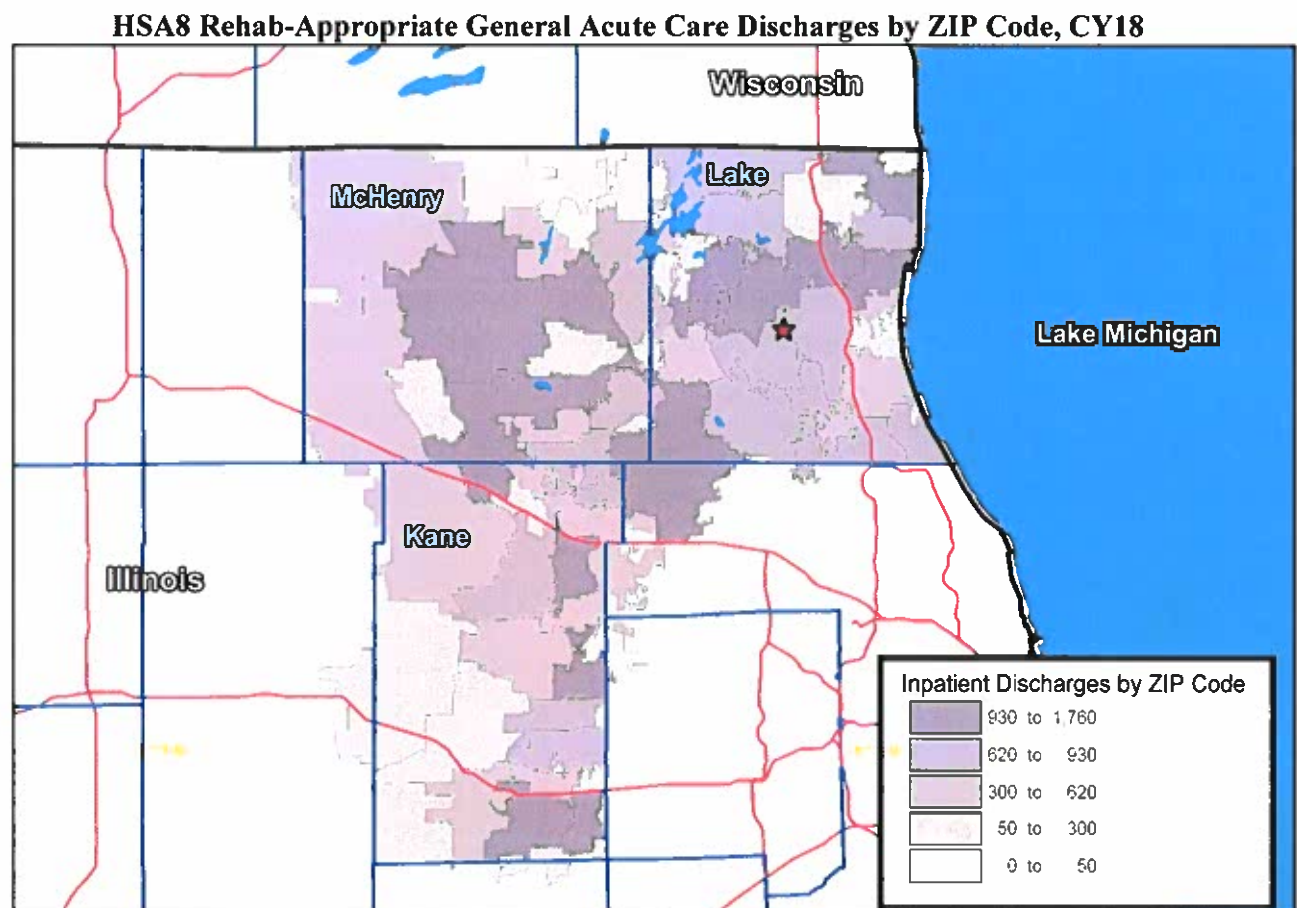 HSA8 Rehab-Appropriate General Acute Care Discharges by ZIP Code, CY18
Wisconsin
McHenry
Lake
Lake Michigan
Kane
Illinois
Inpatient Discharges by ZIP Code
930 to 1,760
620 to 930
300 to 620
50 to 300
0 to 50